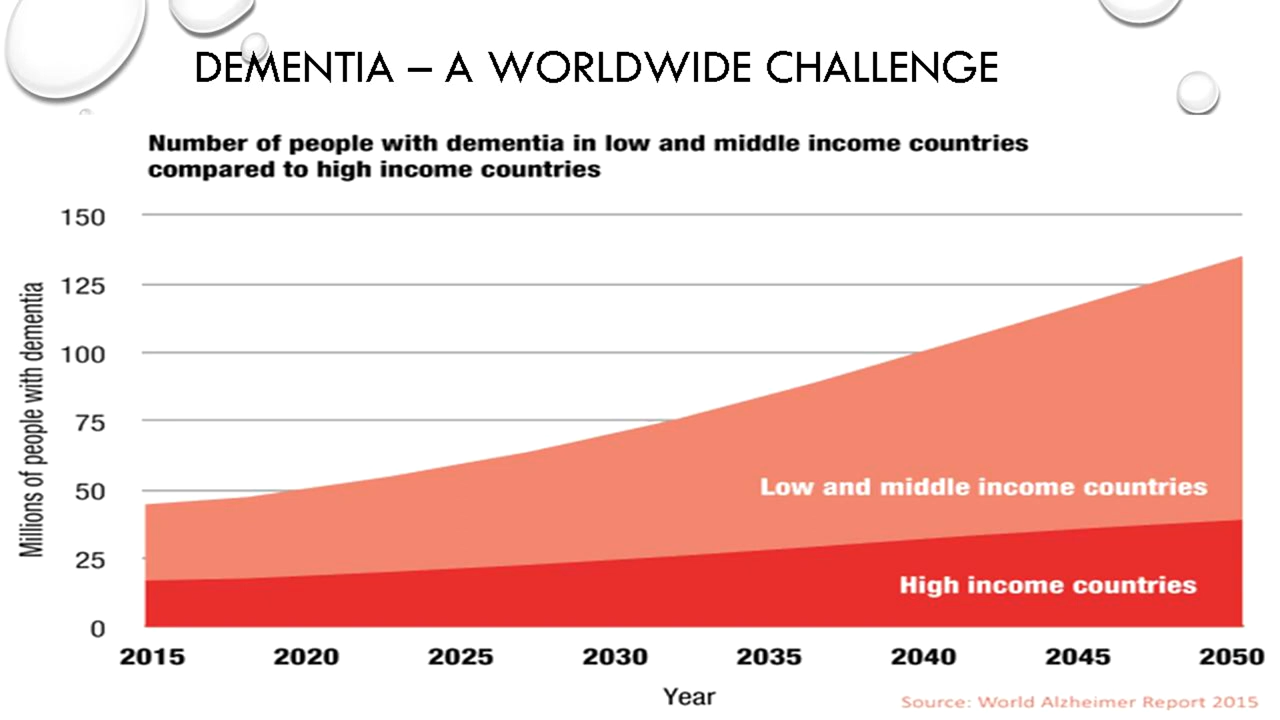 DEMENTIA – A WORLDWIDE CHALLENGE
Number of people with dementia in low and middle income countries
compared to high income countries
Millions of people with dementia
150
125
100
75
50
25
0
Low and middle income countries
High income countries
2015 2020 2025 2030 2035 2040 2045 2050
Year
Source: World Alzheimer Report 2015